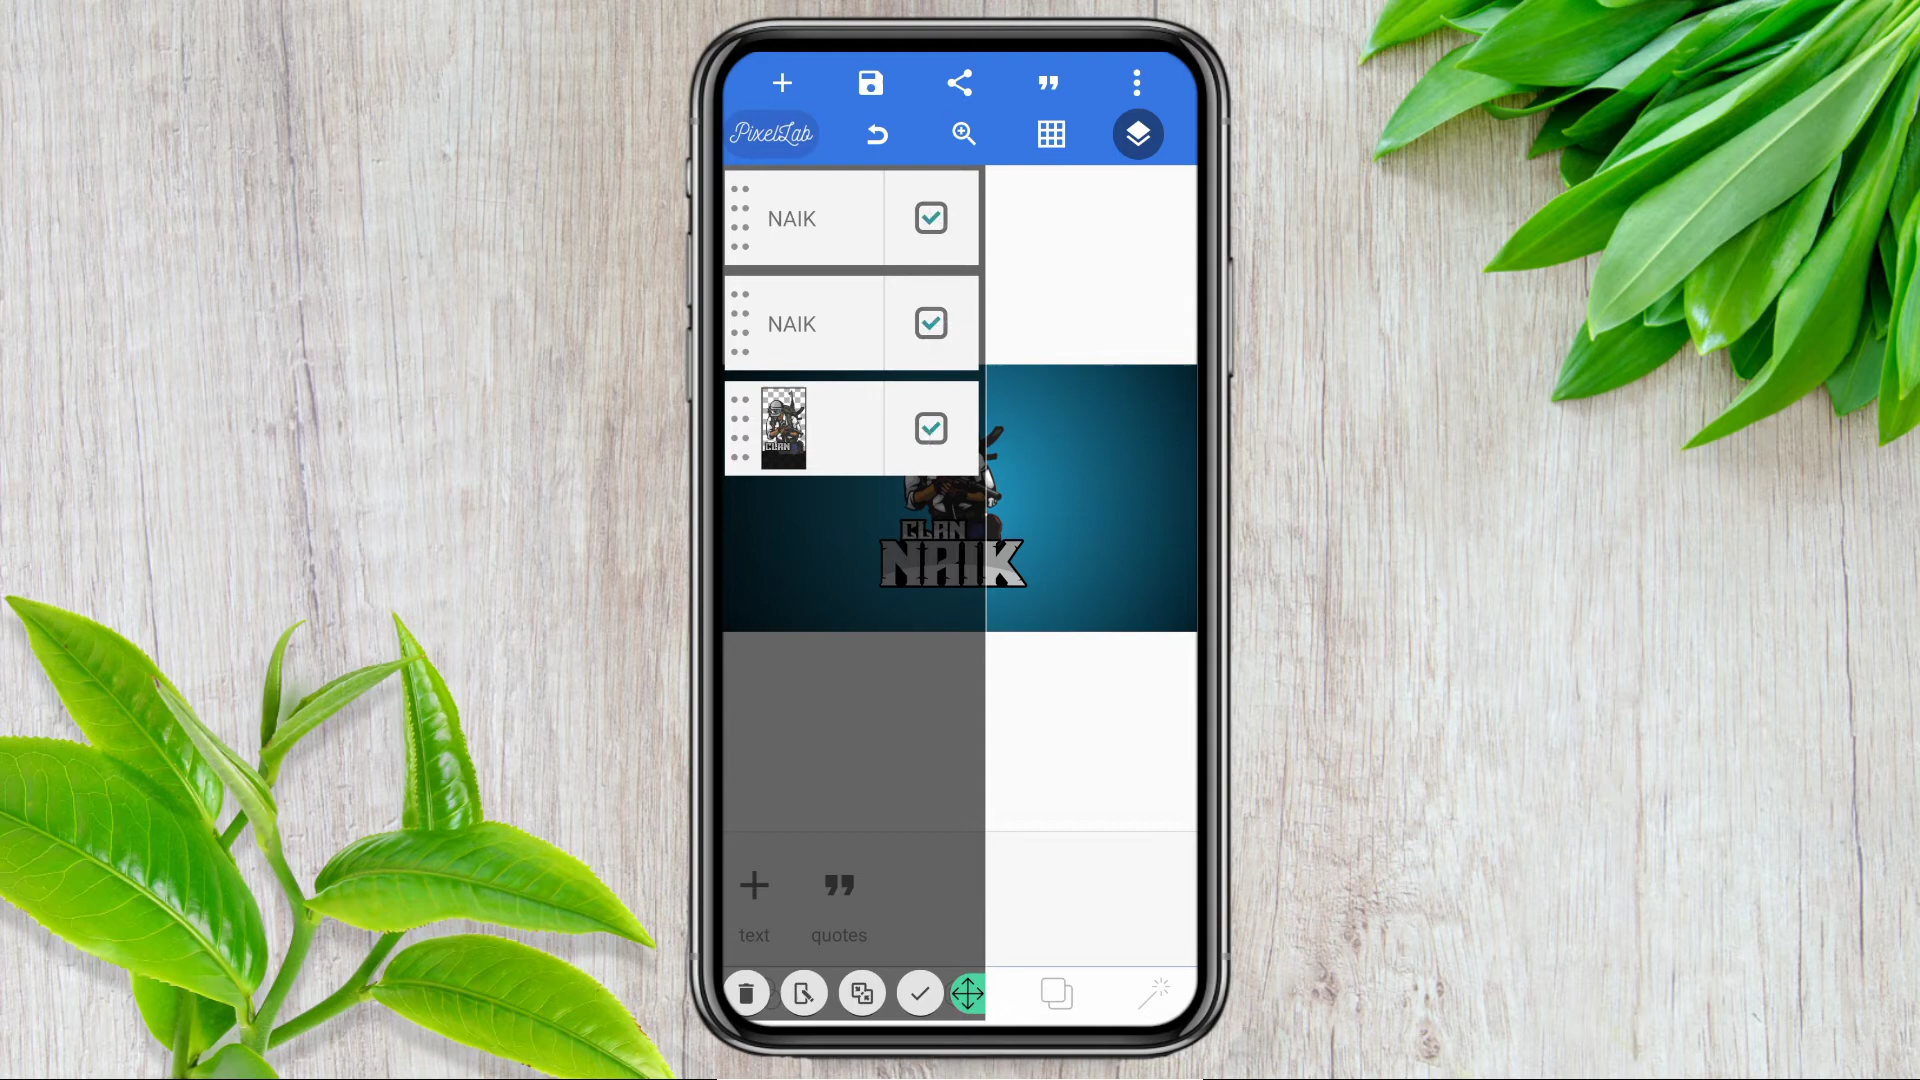 PixelLab
NAIK
NAIK
CLAN
CLAN
NAIK
text
quotes